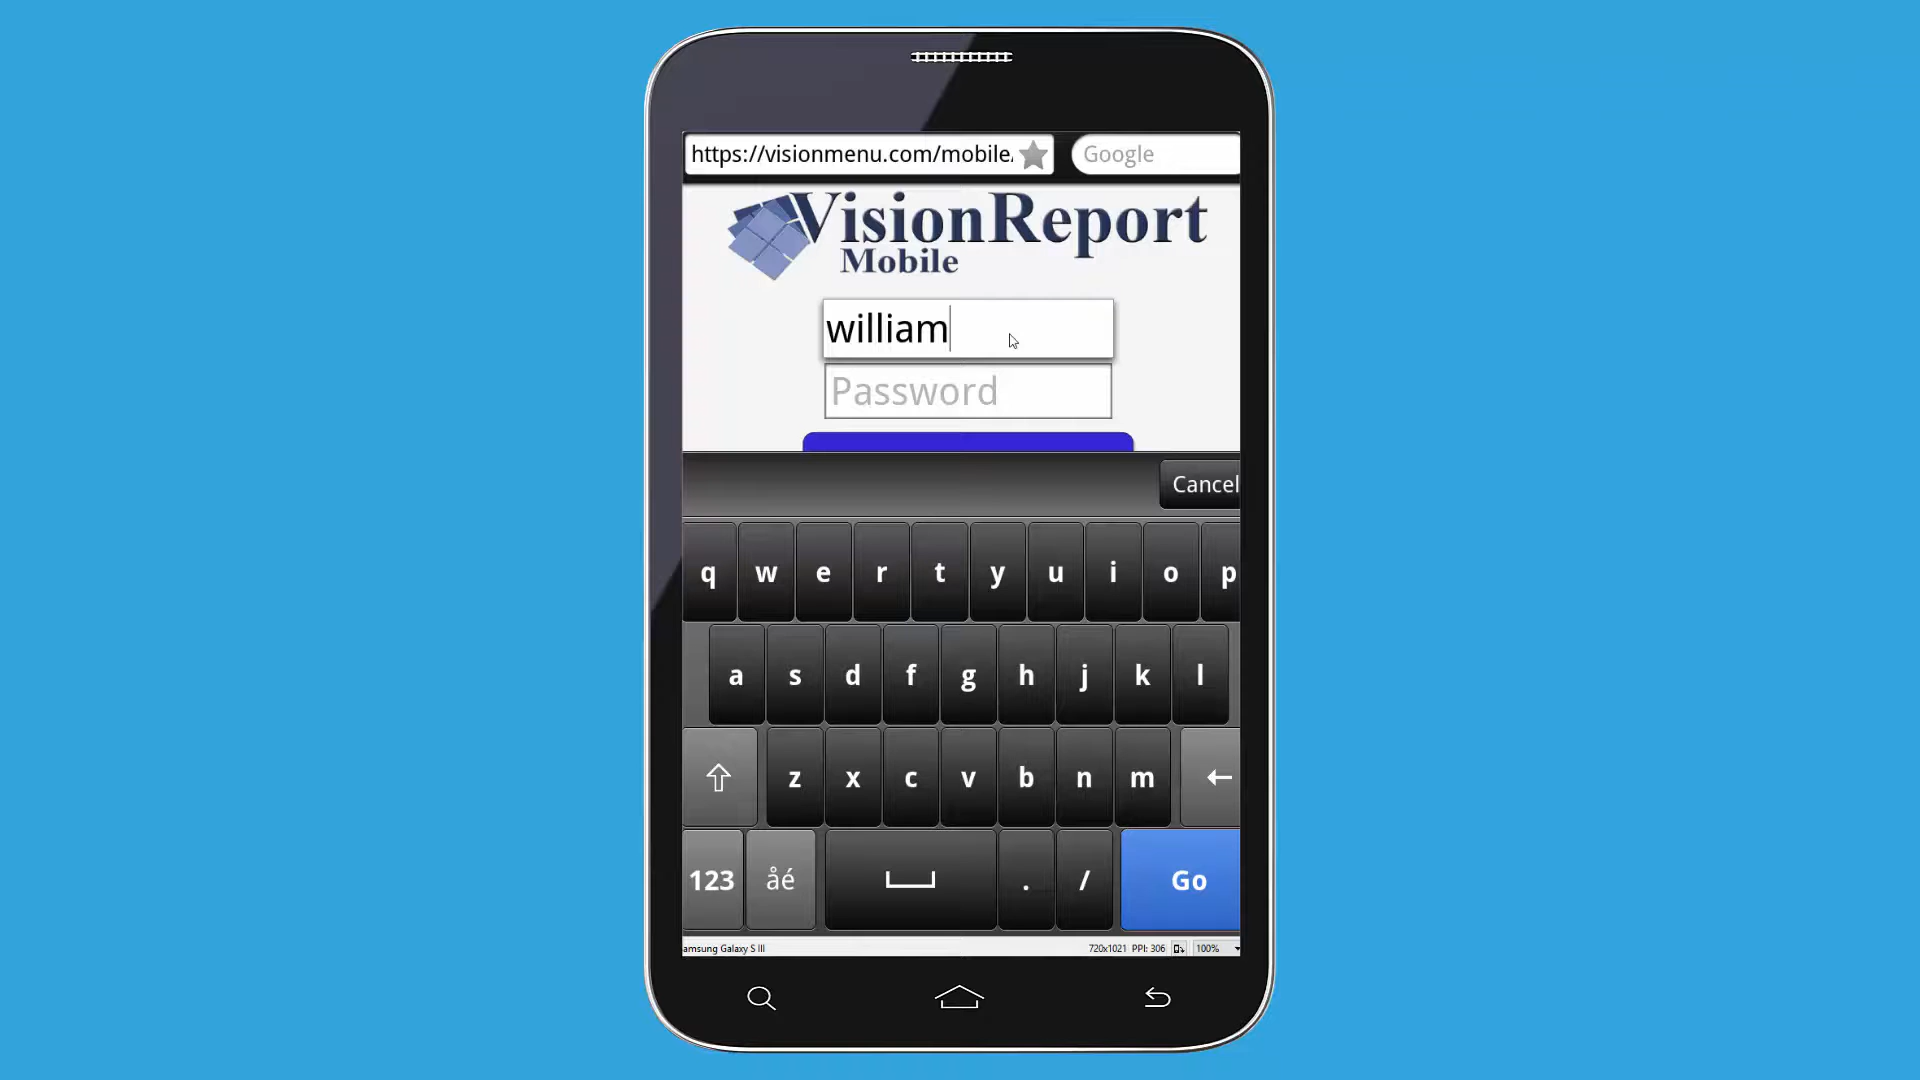 https://visionmenu.com/mobile/
Google
VisionReport
Mobile
william
Password
Cancel
q w e r t y u i o p
a s d f g h j k l
z x c v b n m
123 åé . / Go
amsung Galaxy S III 720x1021 PPI: 306 100%